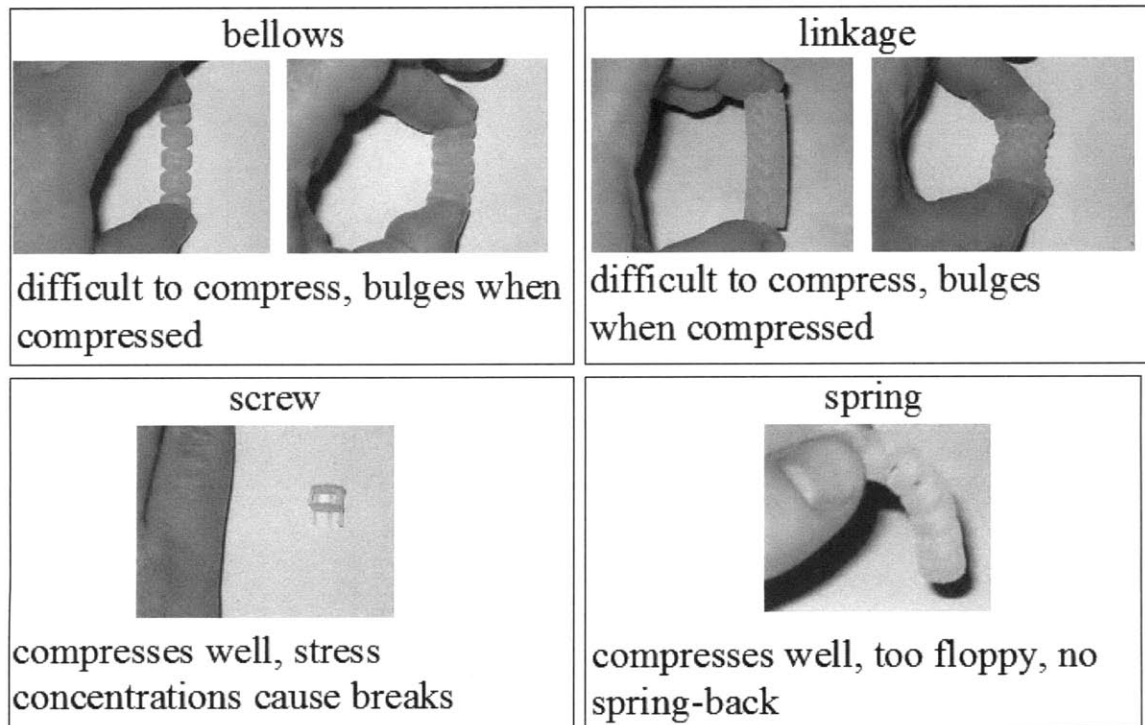 bellows
difficult to compress, bulges when
compressed
linkage
difficult to compress, bulges
when compressed
screw
compresses well, stress
concentrations cause breaks
spring
compresses well, too floppy, no
spring-back